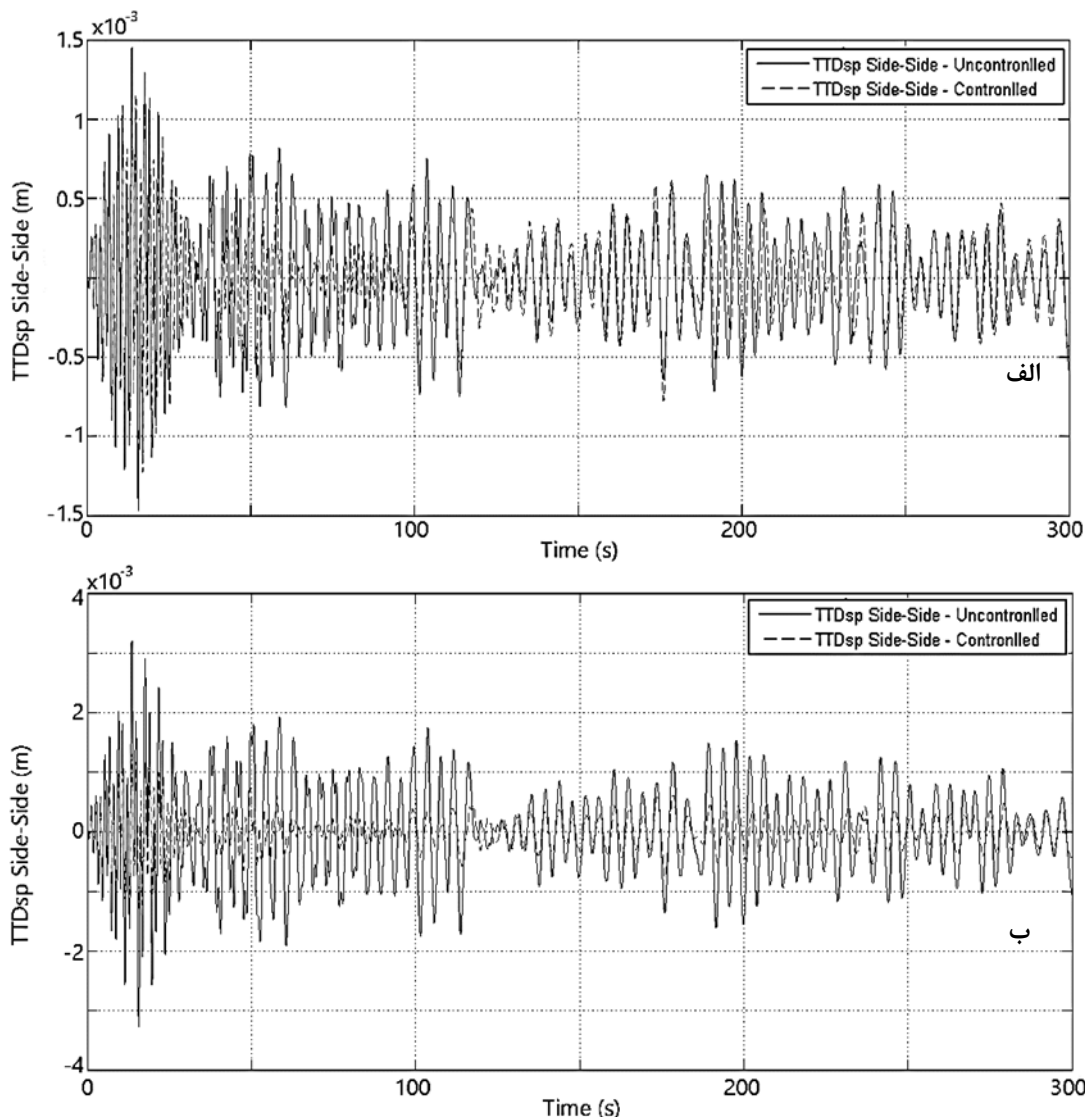 x10⁻³
1.5
1
0.5
0
-0.5
-1
-1.5
TTDsp Side-Side (m)
TTDsp Side-Side - Uncontronlled
TTDsp Side-Side - Contronlled
الف
0 100 200 300
Time (s)
x10⁻³
4
2
0
-2
-4
TTDsp Side-Side (m)
TTDsp Side-Side - Uncontronlled
TTDsp Side-Side - Contronlled
ب
0 100 200 300
Time (s)